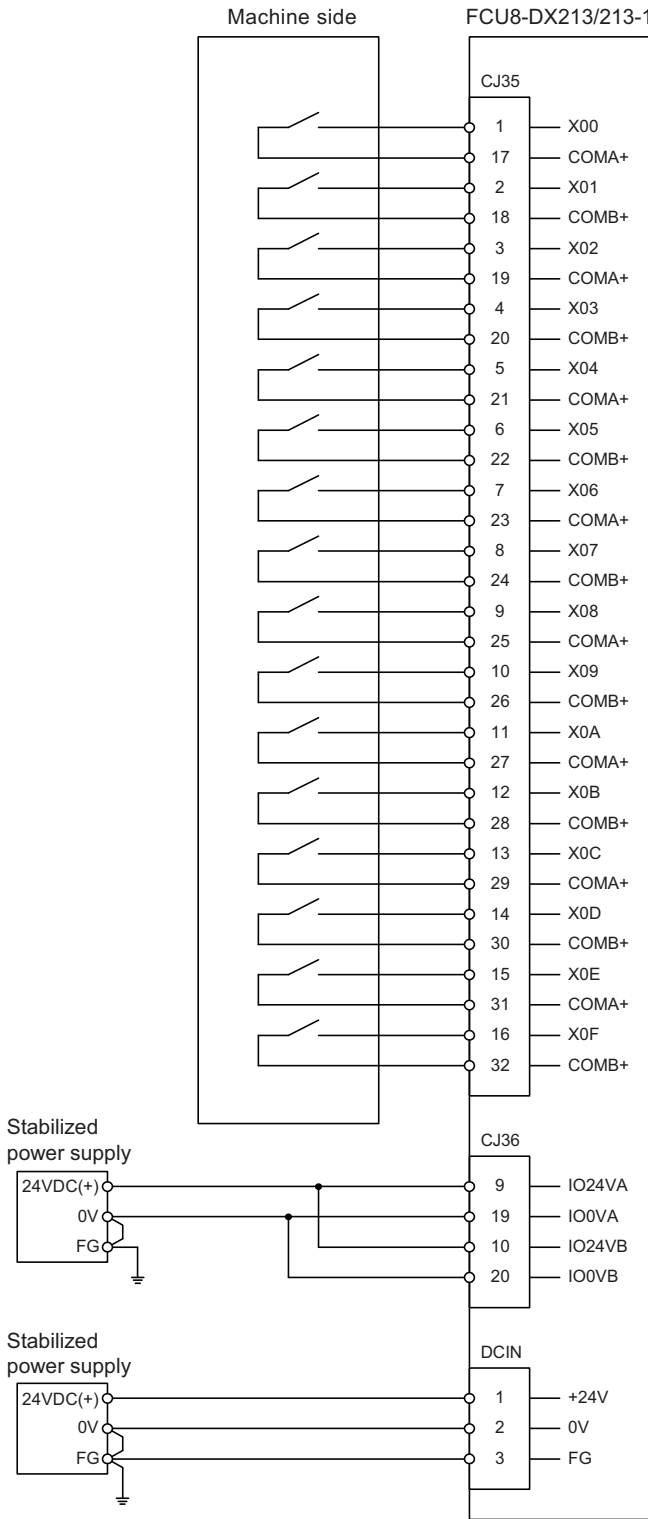 Machine side
FCU8-DX213/213-1
CJ35
1 X00
17 COMA+
2 X01
18 COMB+
3 X02
19 COMA+
4 X03
20 COMB+
5 X04
21 COMA+
6 X05
22 COMB+
7 X06
23 COMA+
8 X07
24 COMB+
9 X08
25 COMA+
10 X09
26 COMB+
11 X0A
27 COMA+
12 X0B
28 COMB+
13 X0C
29 COMA+
14 X0D
30 COMB+
15 X0E
31 COMA+
16 X0F
32 COMB+
Stabilized
power supply
CJ36
24VDC(+) 9 IO24VA
0V 19 IO0VA
FG 10 IO24VB
20 IO0VB
Stabilized
power supply
DCIN
24VDC(+) 1 +24V
0V 2 0V
FG 3 FG